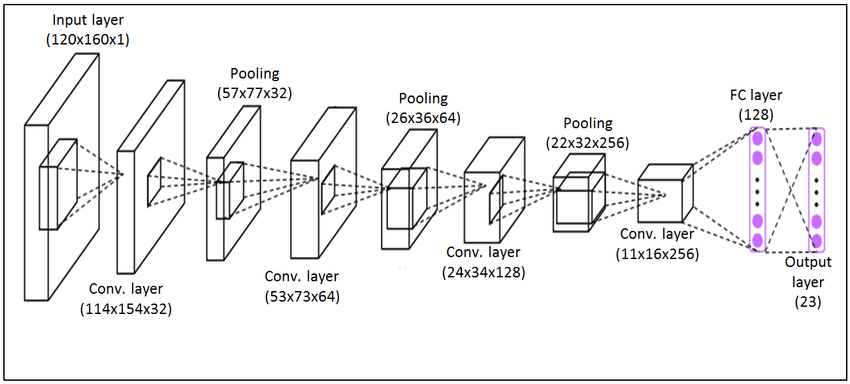 Input layer
(120x160x1)
Conv. layer
(114x154x32)
Pooling
(57x77x32)
Conv. layer
(53x73x64)
Pooling
(26x36x64)
Conv. layer
(24x34x128)
Pooling
(22x32x256)
Conv. layer
(11x16x256)
FC layer
(128)
Output
layer
(23)